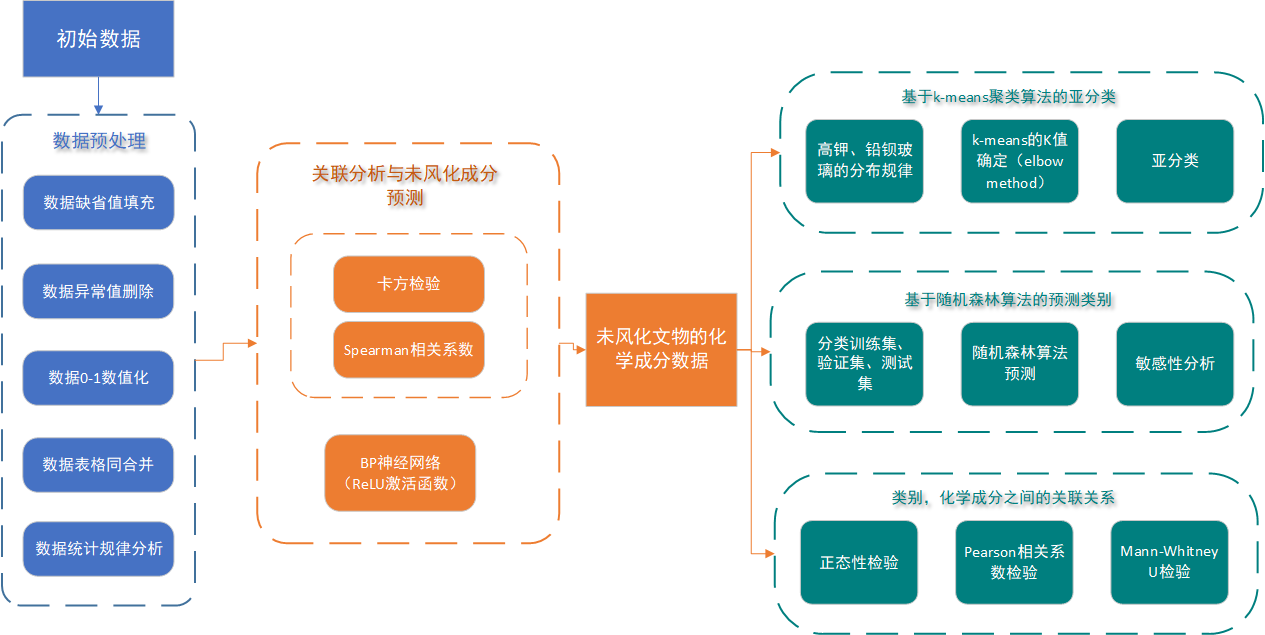 初始数据
数据预处理
数据缺省值填充
数据异常值删除
数据0-1数值化
数据表格同合并
数据统计规律分析
关联分析与未风化成分
预测
卡方检验
Spearman相关系数
BP神经网络
（ReLU激活函数）
未风化文物的化
学成分数据
基于k-means聚类算法的亚分类
高钾、铅钡玻
璃的分布规律
k-means的K值
确定（elbow
method）
亚分类
基于随机森林算法的预测类别
分类训练集、
验证集、测试
集
随机森林算法
预测
敏感性分析
类别，化学成分之间的关联关系
正态性检验
Pearson相关系
数检验
Mann-Whitney
U检验